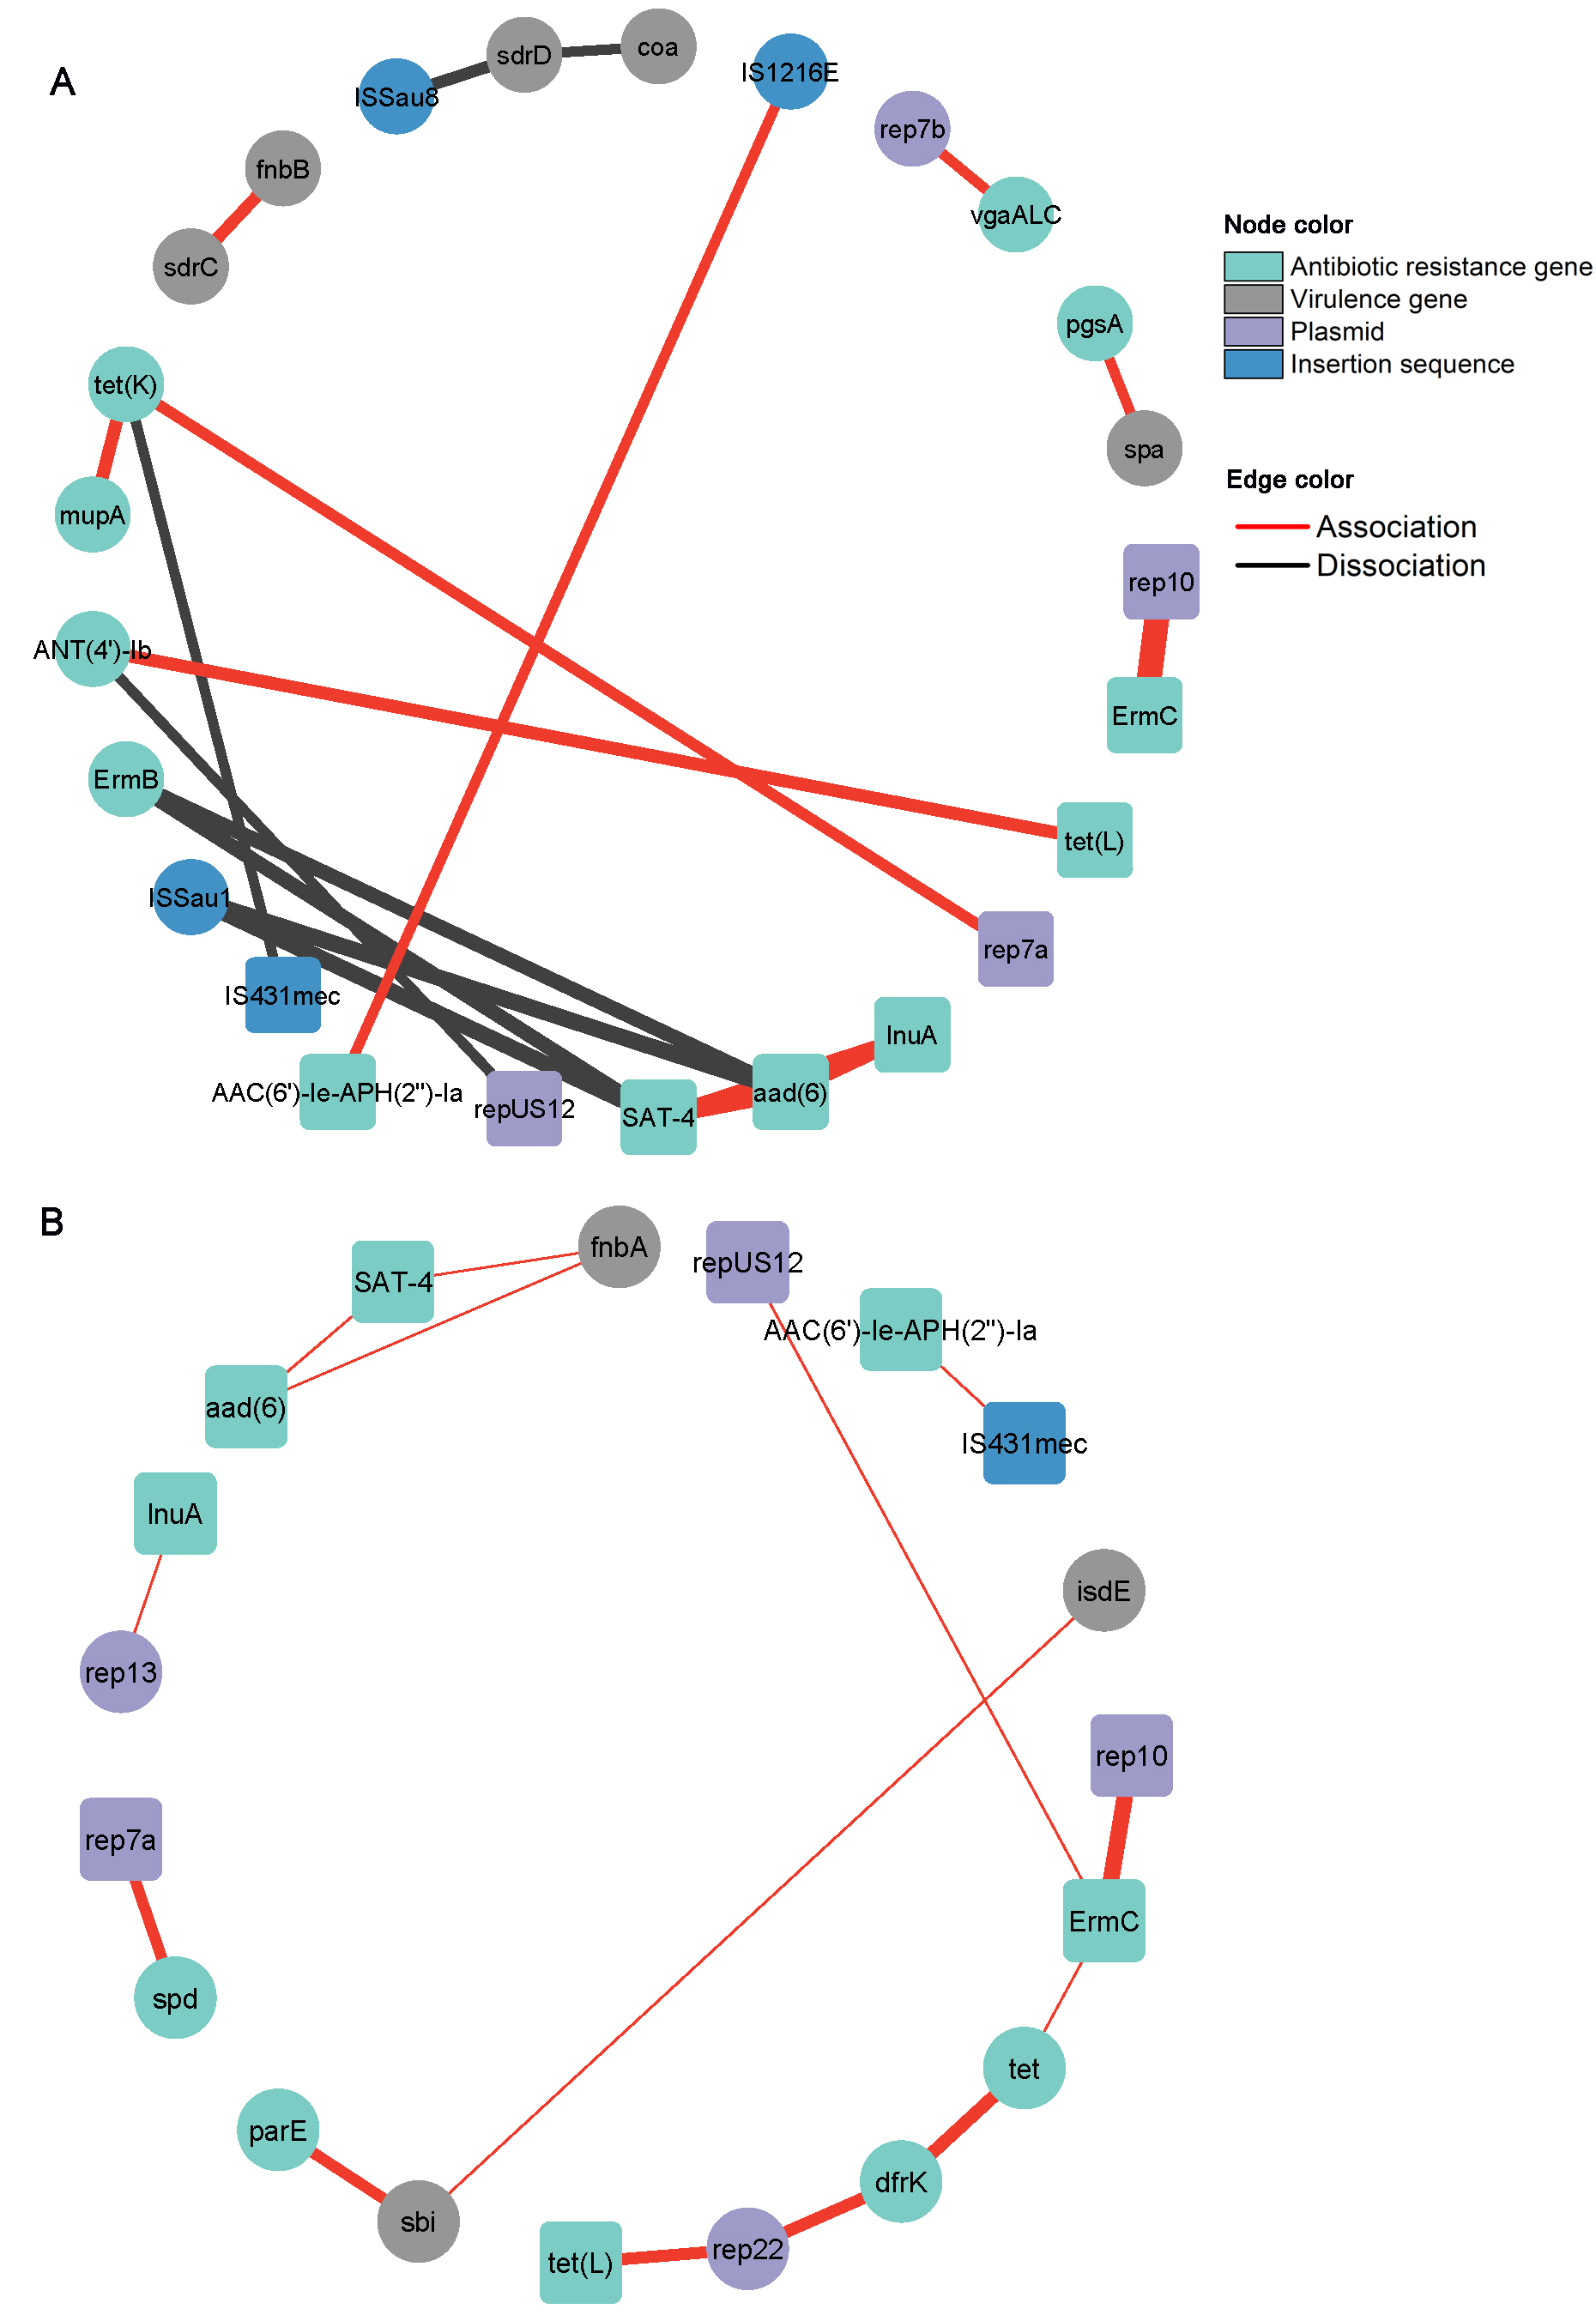 A
sdrD
coa
ISSau8
IS1216E
rep7b
fnbB
vgaALC
sdrC
Node color
Antibiotic resistance gene
Virulence gene
Plasmid
Insertion sequence
pgsA
tet(K)
spa
mupA
Edge color
Association
Dissociation
rep10
ANT(4')-Ib
ErmC
ErmB
tet(L)
ISSau1
rep7a
IS431mec
lnuA
AAC(6')-Ie-APH(2'')-Ia
repUS12
SAT-4
aad(6)
B
fnbA
repUS12
SAT-4
AAC(6')-Ie-APH(2'')-Ia
aad(6)
IS431mec
lnuA
isdE
rep13
rep10
rep7a
ErmC
spd
tet
parE
dfrK
sbi
rep22
tet(L)